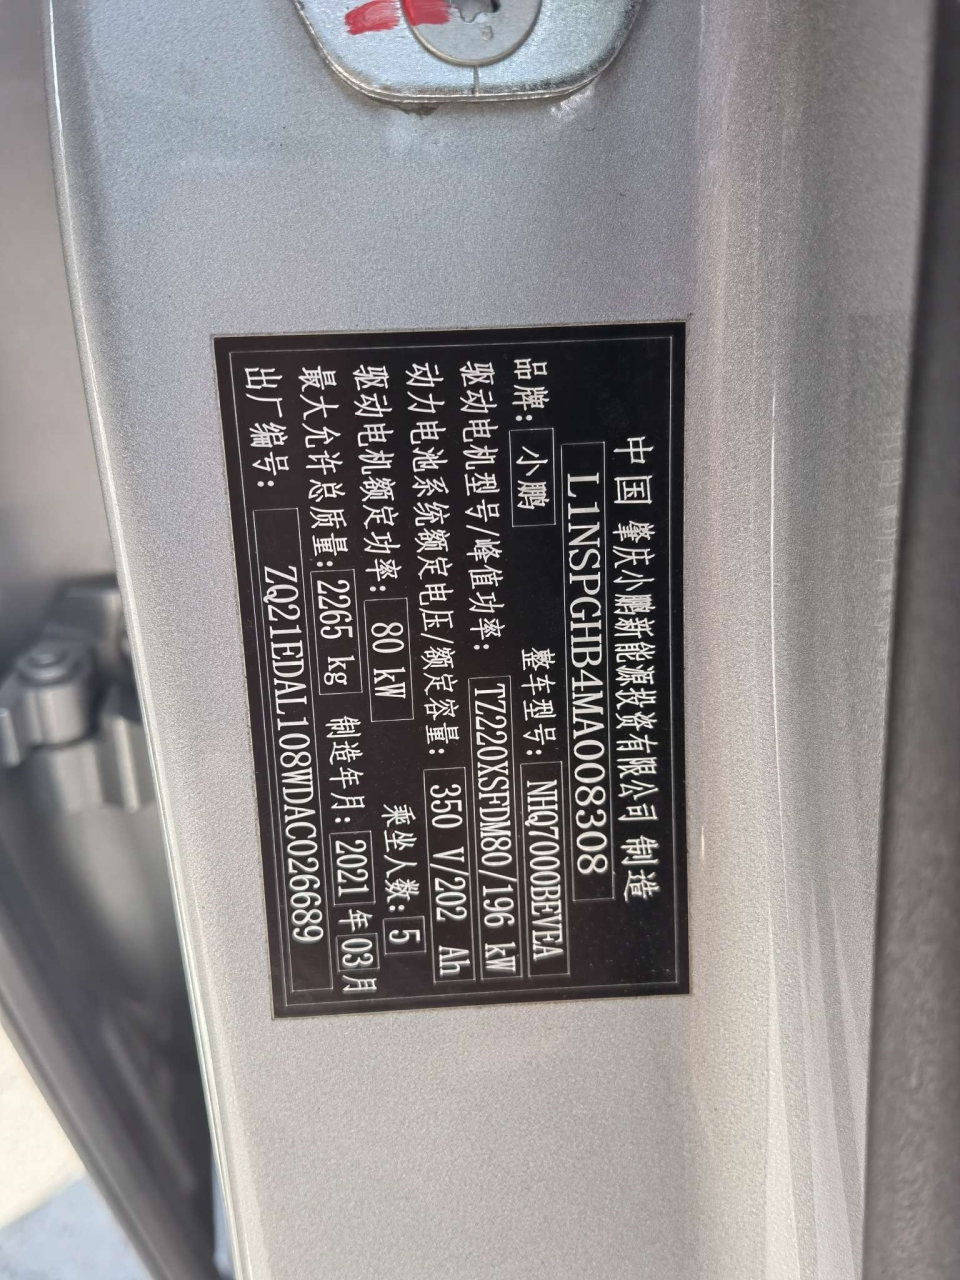 中国 肇庆小鹏新能源投资有限公司 制造
L1NSPGHB4MA008308
品牌: 小鹏 整车型号: NHQ7000BEVEA
驱动电机型号/峰值功率: TZ220XSFDM80/196 kW
动力电池系统额定电压/额定容量: 350 V/202 Ah
驱动电机额定功率: 80 kW 乘坐人数: 5
最大允许总质量: 2265 kg 制造年月: 2021年03月
出厂编号: ZQ21EDAL108WDAC026689